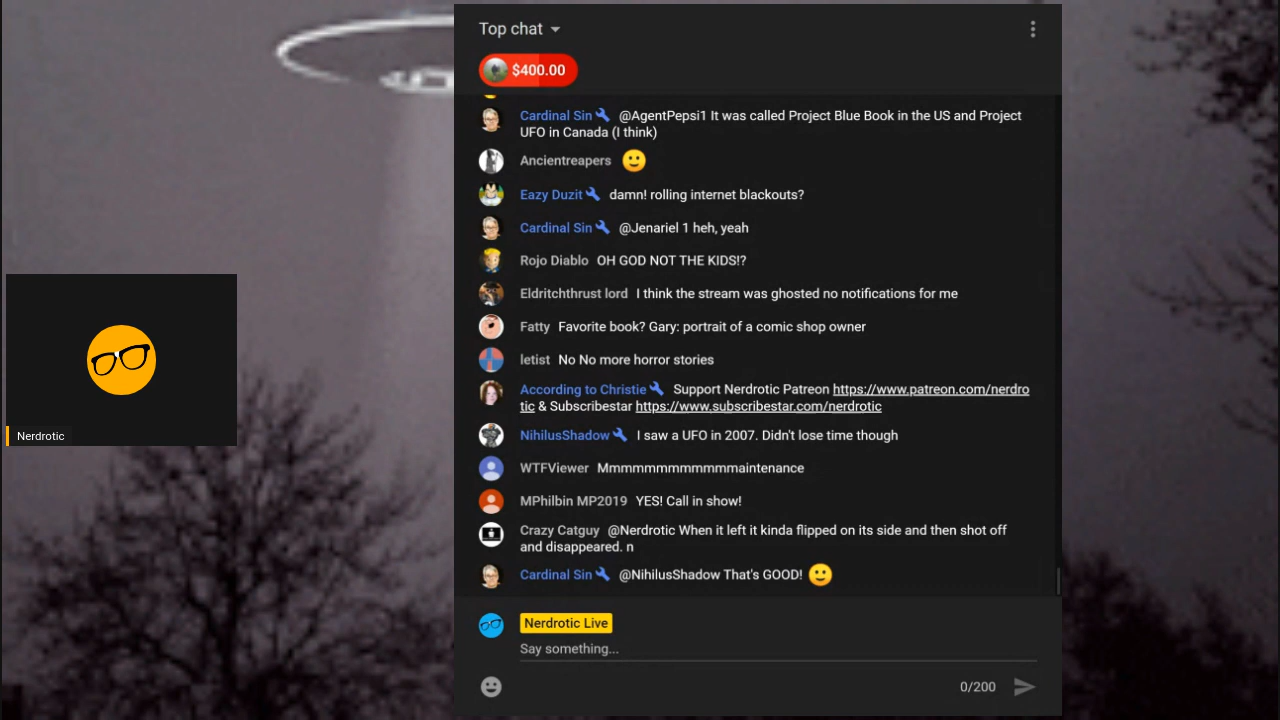 Top chat
$400.00
Cardinal Sin @AgentPepsi1 It was called Project Blue Book in the US and Project
UFO in Canada (I think)
Ancientreapers
Eazy Duzit damn! rolling internet blackouts?
Cardinal Sin @Jenariel 1 heh, yeah
Rojo Diablo OH GOD NOT THE KIDS!?
Eldritchthrust lord I think the stream was ghosted no notifications for me
Fatty Favorite book? Gary: portrait of a comic shop owner
letist No No more horror stories
According to Christie Support Nerdrotic Patreon https://www.patreon.com/nerdro
tic & Subscribestar https://www.subscribestar.com/nerdrotic
NihilusShadow I saw a UFO in 2007. Didn't lose time though
Nerdrotic
WTFViewer Mmmmmmmmmmmmaintenance
MPhilbin MP2019 YES! Call in show!
Crazy Catguy @Nerdrotic When it left it kinda flipped on its side and then shot off
and disappeared. n
Cardinal Sin @NihilusShadow That's GOOD!
Nerdrotic Live
Say something...
0/200